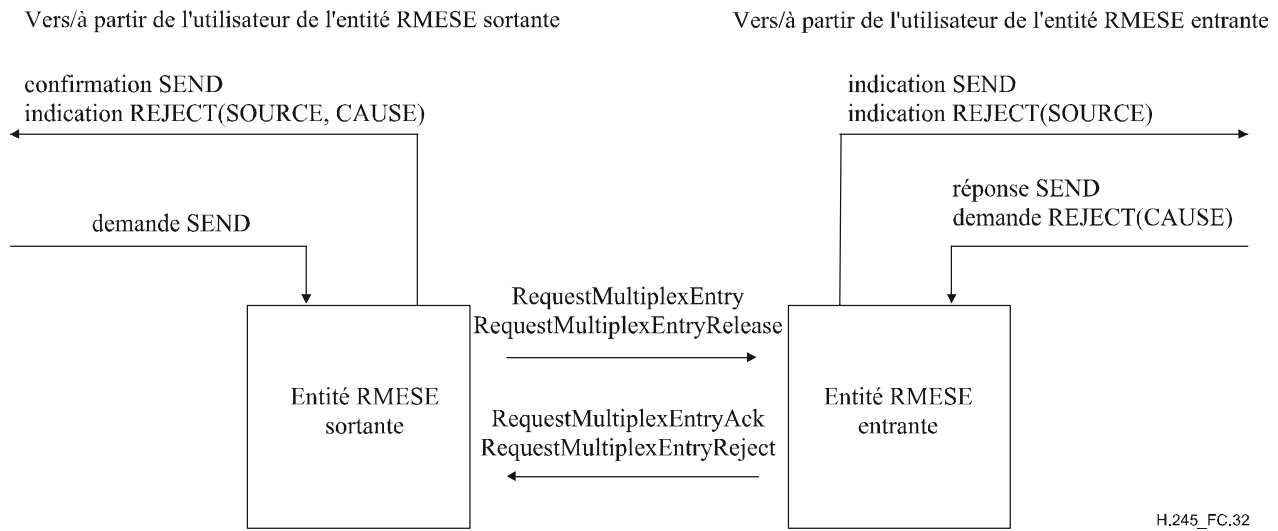 Vers/à partir de l'utilisateur de l'entité RMESE sortante
Vers/à partir de l'utilisateur de l'entité RMESE entrante
confirmation SEND
indication REJECT(SOURCE, CAUSE)
indication SEND
indication REJECT(SOURCE)
demande SEND
réponse SEND
demande REJECT(CAUSE)
RequestMultiplexEntry
RequestMultiplexEntryRelease
Entité RMESE
sortante
RequestMultiplexEntryAck
RequestMultiplexEntryReject
Entité RMESE
entrante
H.245_FC.32